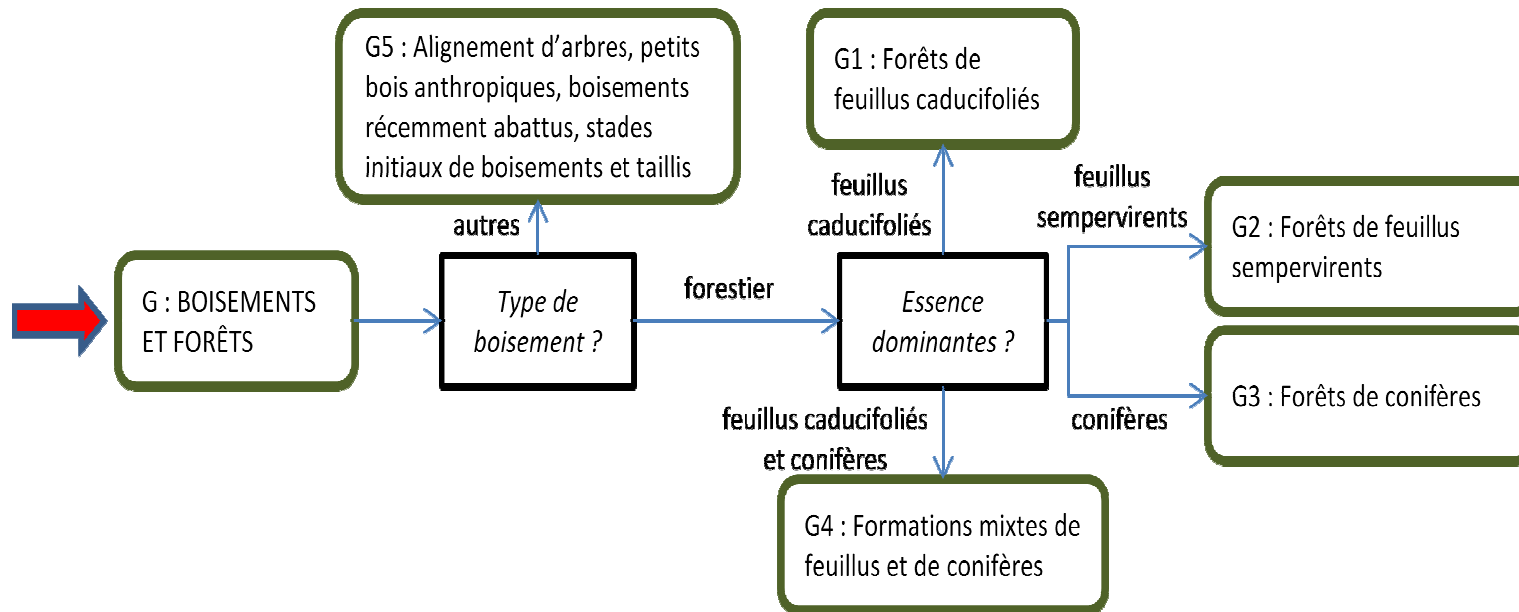 G5 : Alignement d'arbres, petits
bois anthropiques, boisements
récemment abattus, stades
initiaux de boisements et taillis
G1 : Forêts de
feuillus caducifoliés
autres
feuillus
caducifoliés
feuillus
sempervirents
G2 : Forêts de feuillus
sempervirents
G : BOISEMENTS
ET FORÊTS
Type de
boisement ?
forestier
Essence
dominantes ?
feuillus caducifoliés
et conifères
conifères
G3 : Forêts de conifères
G4 : Formations mixtes de
feuillus et de conifères